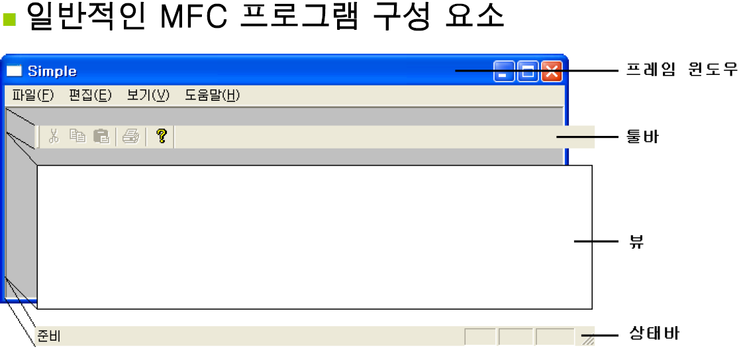 일반적인 MFC 프로그램 구성 요소
Simple
프레임 윈도우
파일(F) 편집(E) 보기(V) 도움말(H)
툴바
뷰
준비
상태바